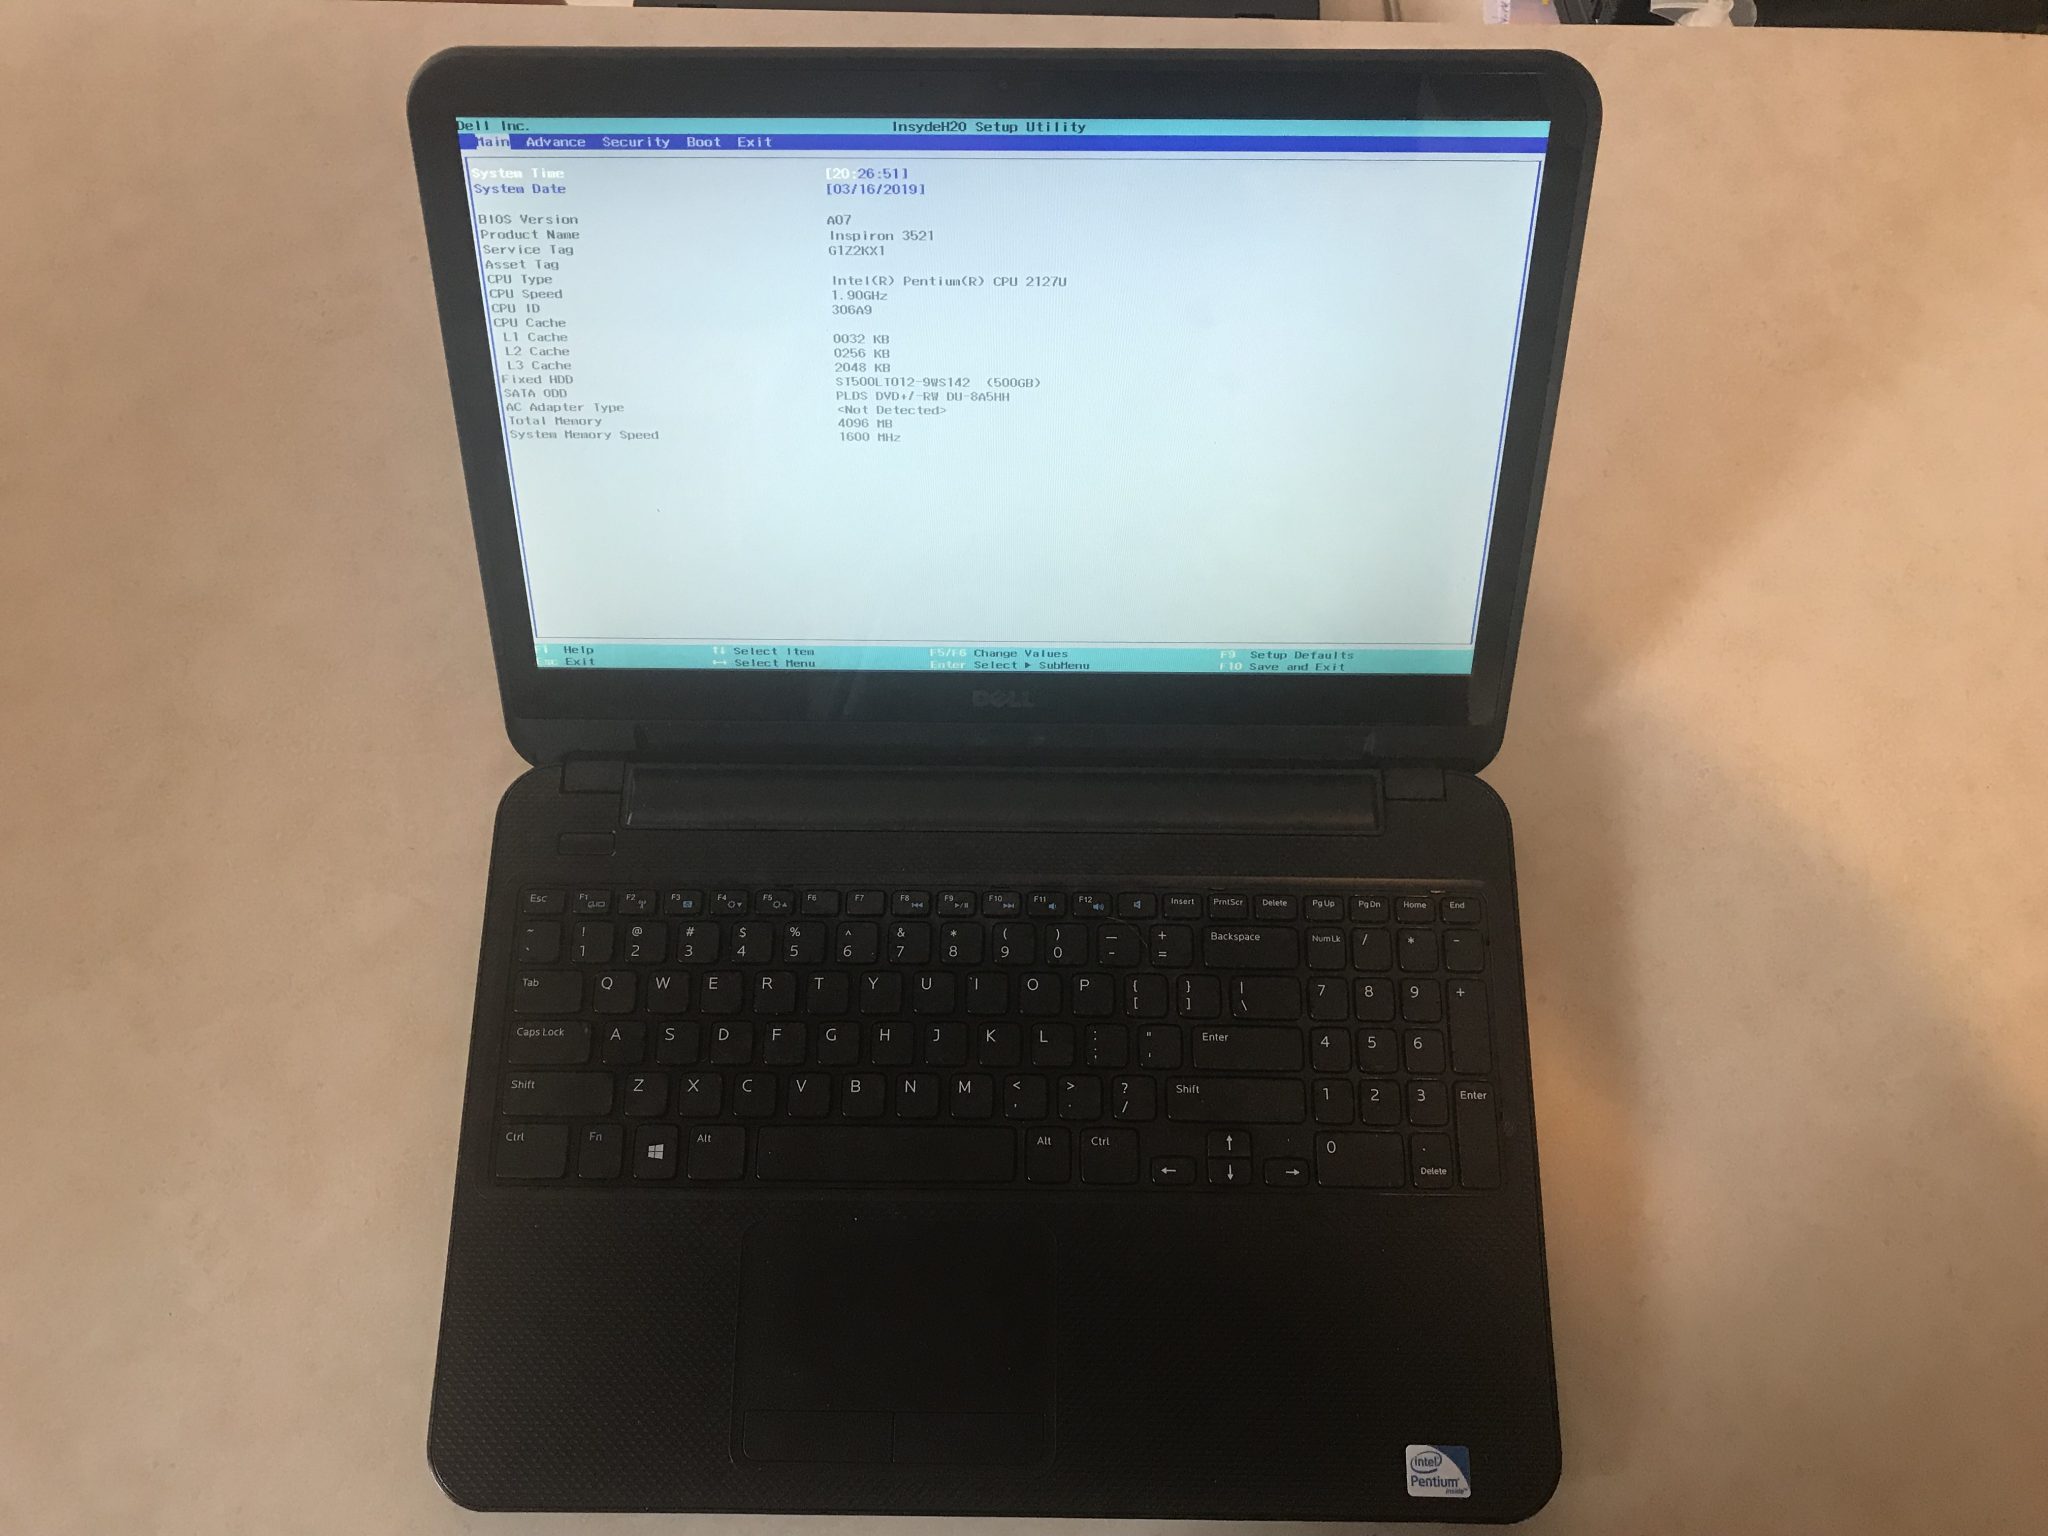 Dell Inc. InsydeH20 Setup Utility
Main Advance Security Boot Exit
System Time [20:26:51]
System Date [03/16/2019]
BIOS Version A07
Product Name Inspiron 3521
Service Tag G1Z2KX1
Asset Tag
CPU Type Intel(R) Pentium(R) CPU 2127U
CPU Speed 1.90GHz
CPU ID 306A9
CPU Cache
L1 Cache 0032 KB
L2 Cache 0256 KB
L3 Cache 2048 KB
Fixed HDD ST500LT012-9WS142 (500GB)
SATA ODD PLDS DVD+/-RW DU-8A5HH
AC Adapter Type <Not Detected>
Total Memory 4096 MB
System Memory Speed 1600 MHz
F1 Help ↑↓ Select Item F5/F6 Change Values F9 Setup Defaults
Esc Exit ↔ Select Menu Enter Select ▶ SubMenu F10 Save and Exit
DELL
Esc F1 F2 F3 F4 F5 F6 F7 F8 F9 F10 F11 F12 Insert PrntScr Delete PgUp PgDn Home End
~ ! @ # $ % ^ & * ( ) — + Backspace NumLk / * -
` 1 2 3 4 5 6 7 8 9 0 - =
Tab Q W E R T Y U I O P { } | 7 8 9 +
[ ] \
Caps Lock A S D F G H J K L : " Enter 4 5 6
; '
Shift Z X C V B N M < > ? Shift 1 2 3 Enter
, . /
Ctrl Fn Alt Alt Ctrl ↑ 0 .
← ↓ → Delete
intel
Pentium
inside™